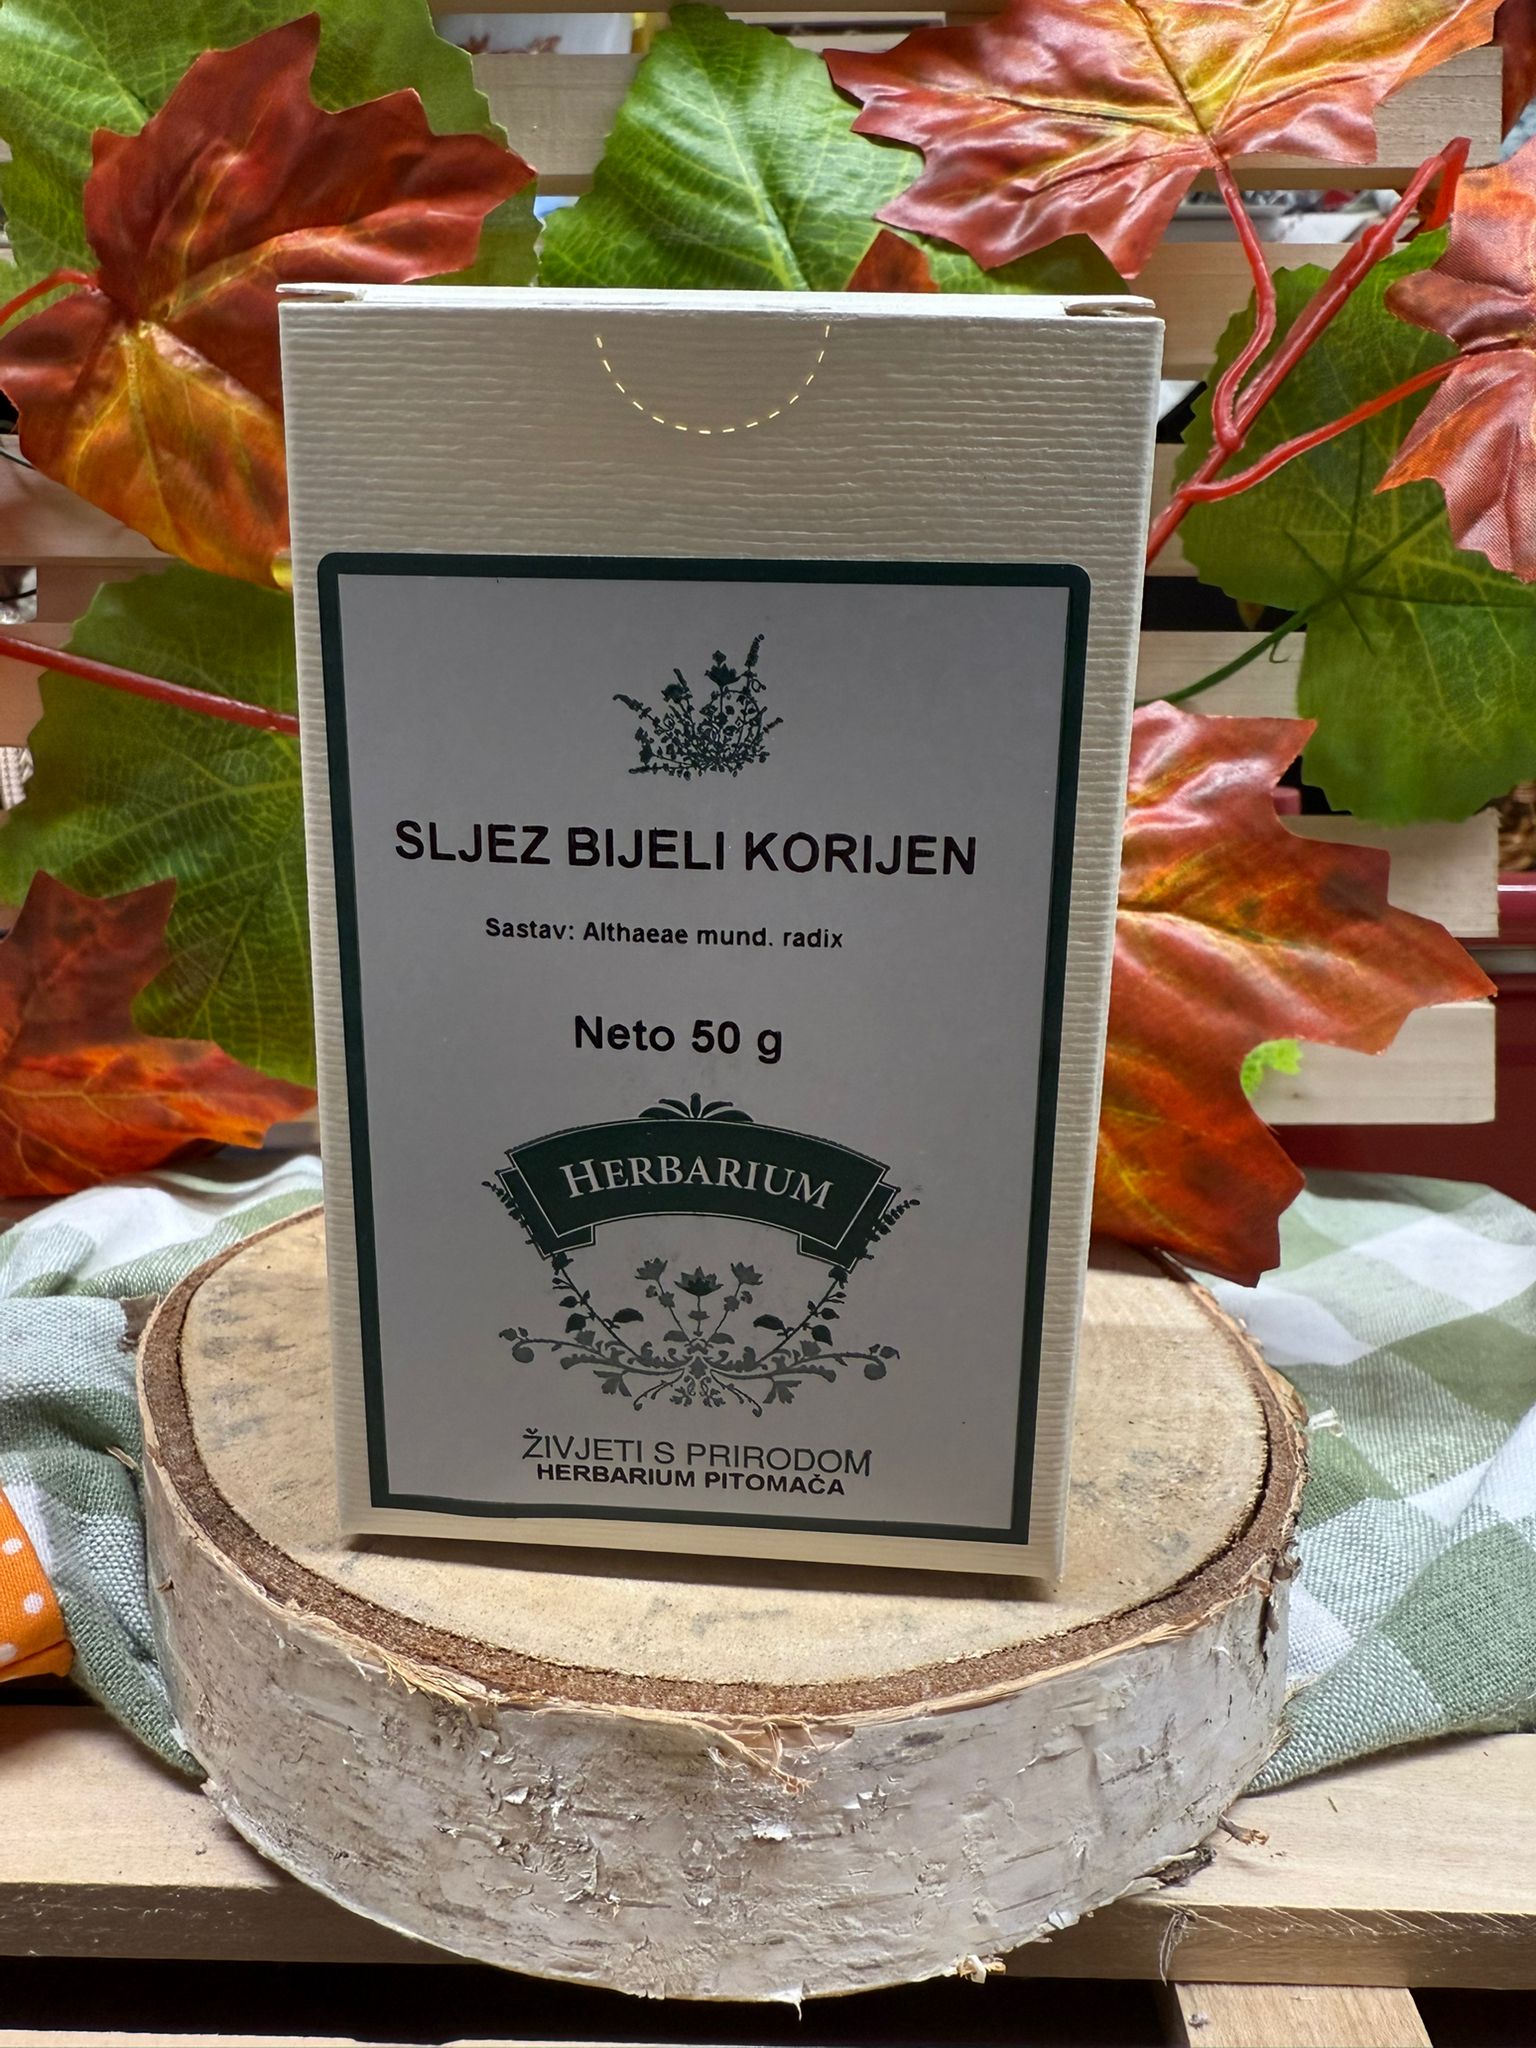 SLJEZ BIJELI KORIJEN
Sastav: Althaeae mund. radix
Neto 50 g
HERBARIUM
ŽIVJETI S PRIRODOM
HERBARIUM PITOMAČA